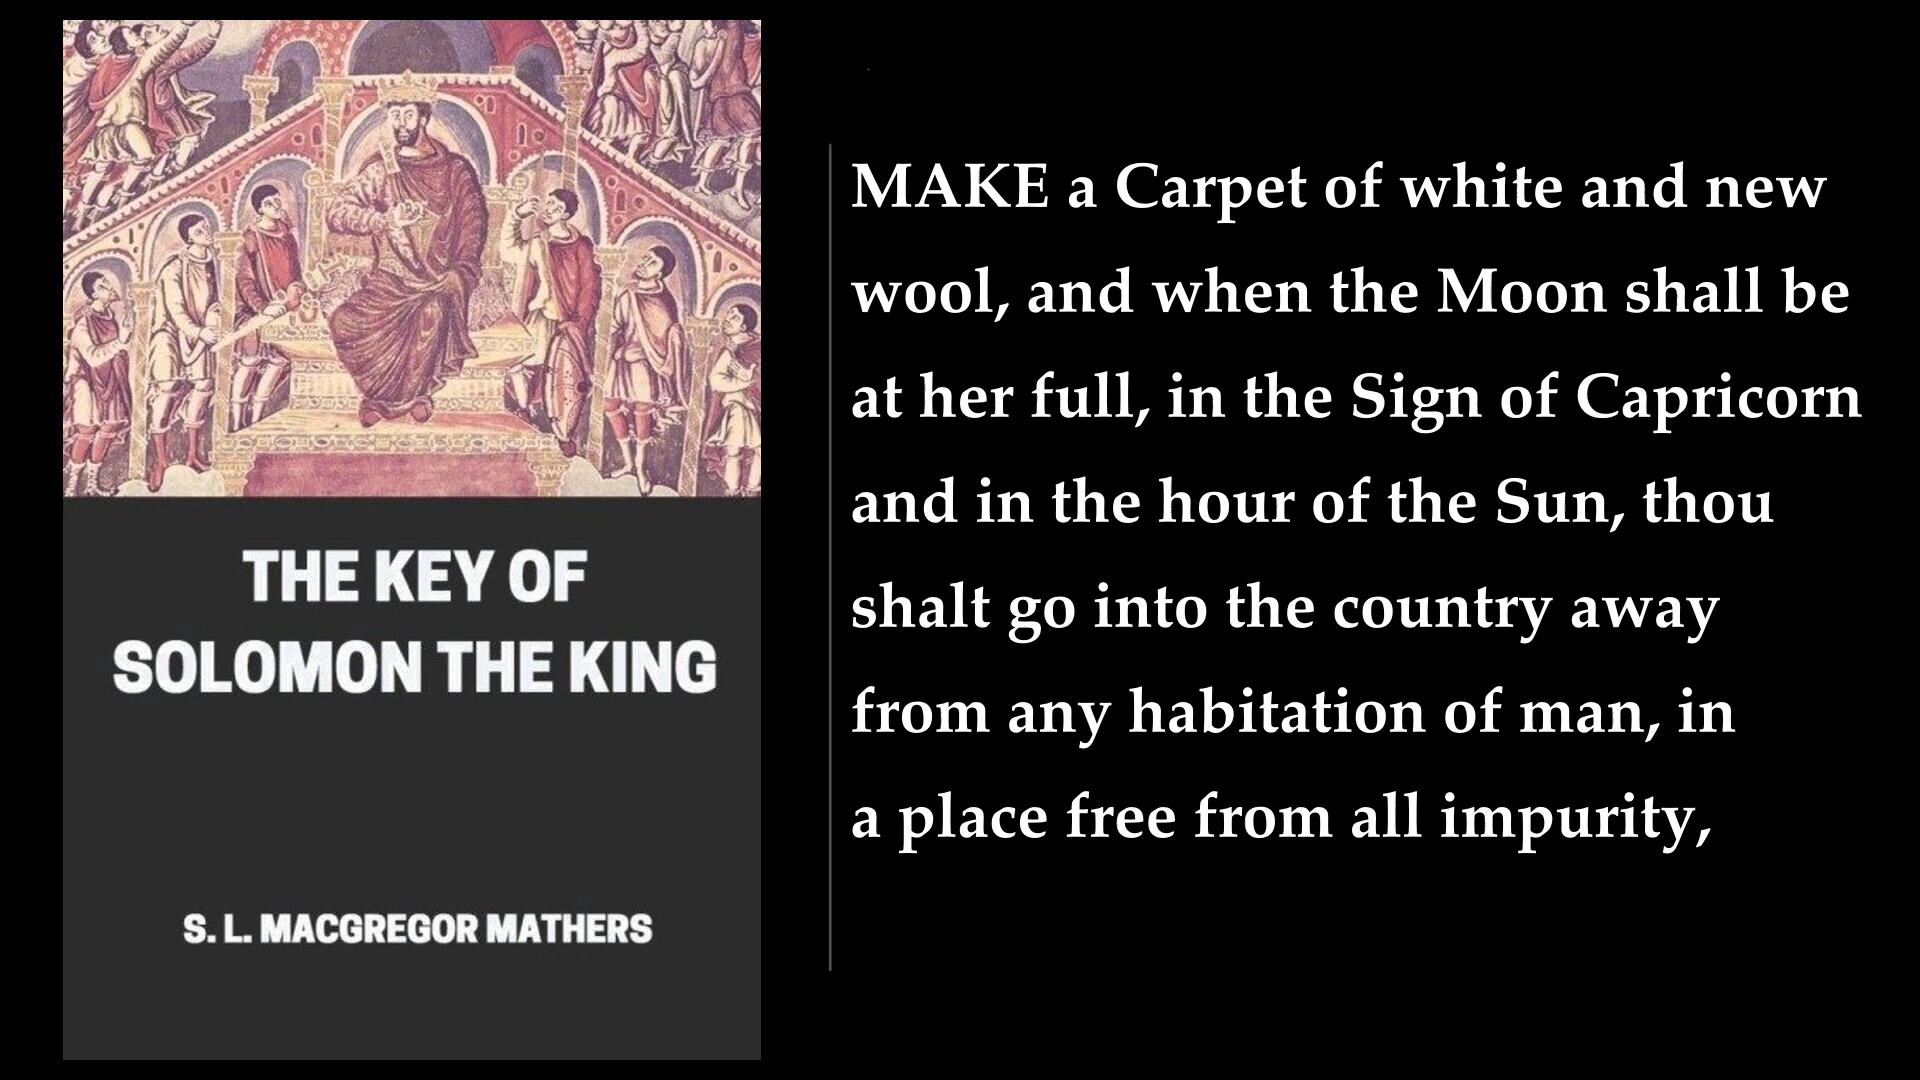 THE KEY OF
SOLOMON THE KING
S. L. MACGREGOR MATHERS
MAKE a Carpet of white and new
wool, and when the Moon shall be
at her full, in the Sign of Capricorn
and in the hour of the Sun, thou
shalt go into the country away
from any habitation of man, in
a place free from all impurity,